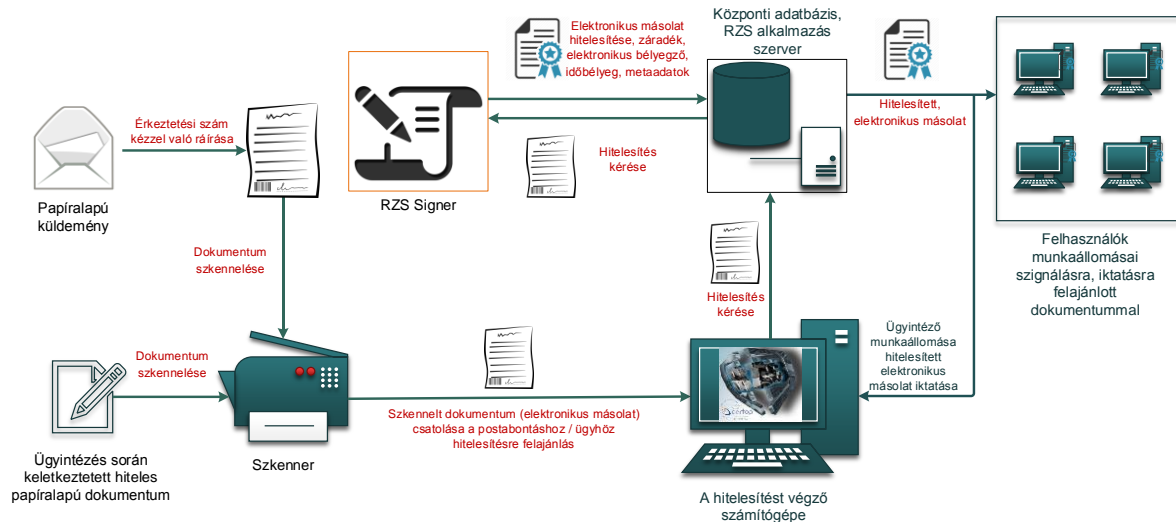 Elektronikus másolat
hitelesítése, záradék,
elektronikus bélyegző,
időbélyeg, metaadatok
Központi adatbázis,
RZS alkalmazás
szerver
Érkeztetési szám
kézzel való ráírása
Hitelesített,
elektronikus másolat
Hitelesítés
kérése
Papíralapú
küldemény
RZS Signer
Felhasználók
munkaállomásai
szignálásra, iktatásra
felajánlott
dokumentummal
Dokumentum
szkennelése
Hitelesítés
kérése
Dokumentum
szkennelése
Ügyintéző
munkaállomása
hitelesített
elektronikus
másolat iktatása
certop
Szkennelt dokumentum (elektronikus másolat)
csatolása a postabontáshoz / ügyhöz
hitelesítésre felajánlás
Szkenner
Ügyintézés során
keletkeztetett hiteles
papíralapú dokumentum
A hitelesítést végző
számítógépe